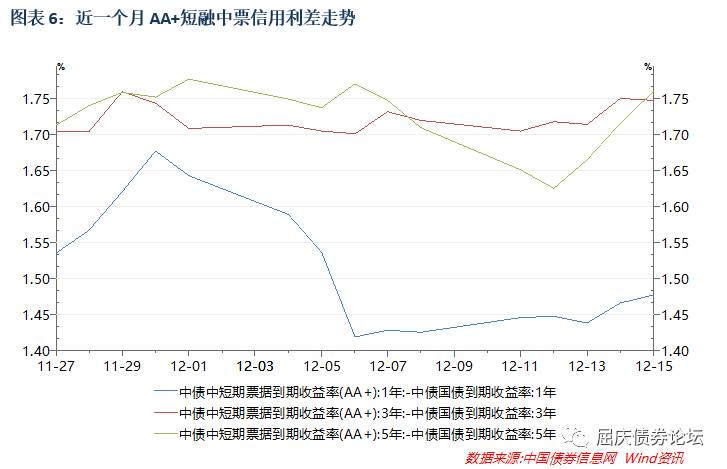 图表 6：近一个月 AA+短融中票信用利差走势
% %
1.75 1.75
1.70 1.70
1.65 1.65
1.60 1.60
1.55 1.55
1.50 1.50
1.45 1.45
1.40 1.40
11-27 11-29 12-01 12-03 12-05 12-07 12-09 12-11 12-13 12-15
中债中短期票据到期收益率(AA+):1年:-中债国债到期收益率:1年
中债中短期票据到期收益率(AA+):3年:-中债国债到期收益率:3年
中债中短期票据到期收益率(AA+):5年:-中债国债到期收益率:5年
屈庆债券论坛
数据来源:中国债券信息网 Wind资讯